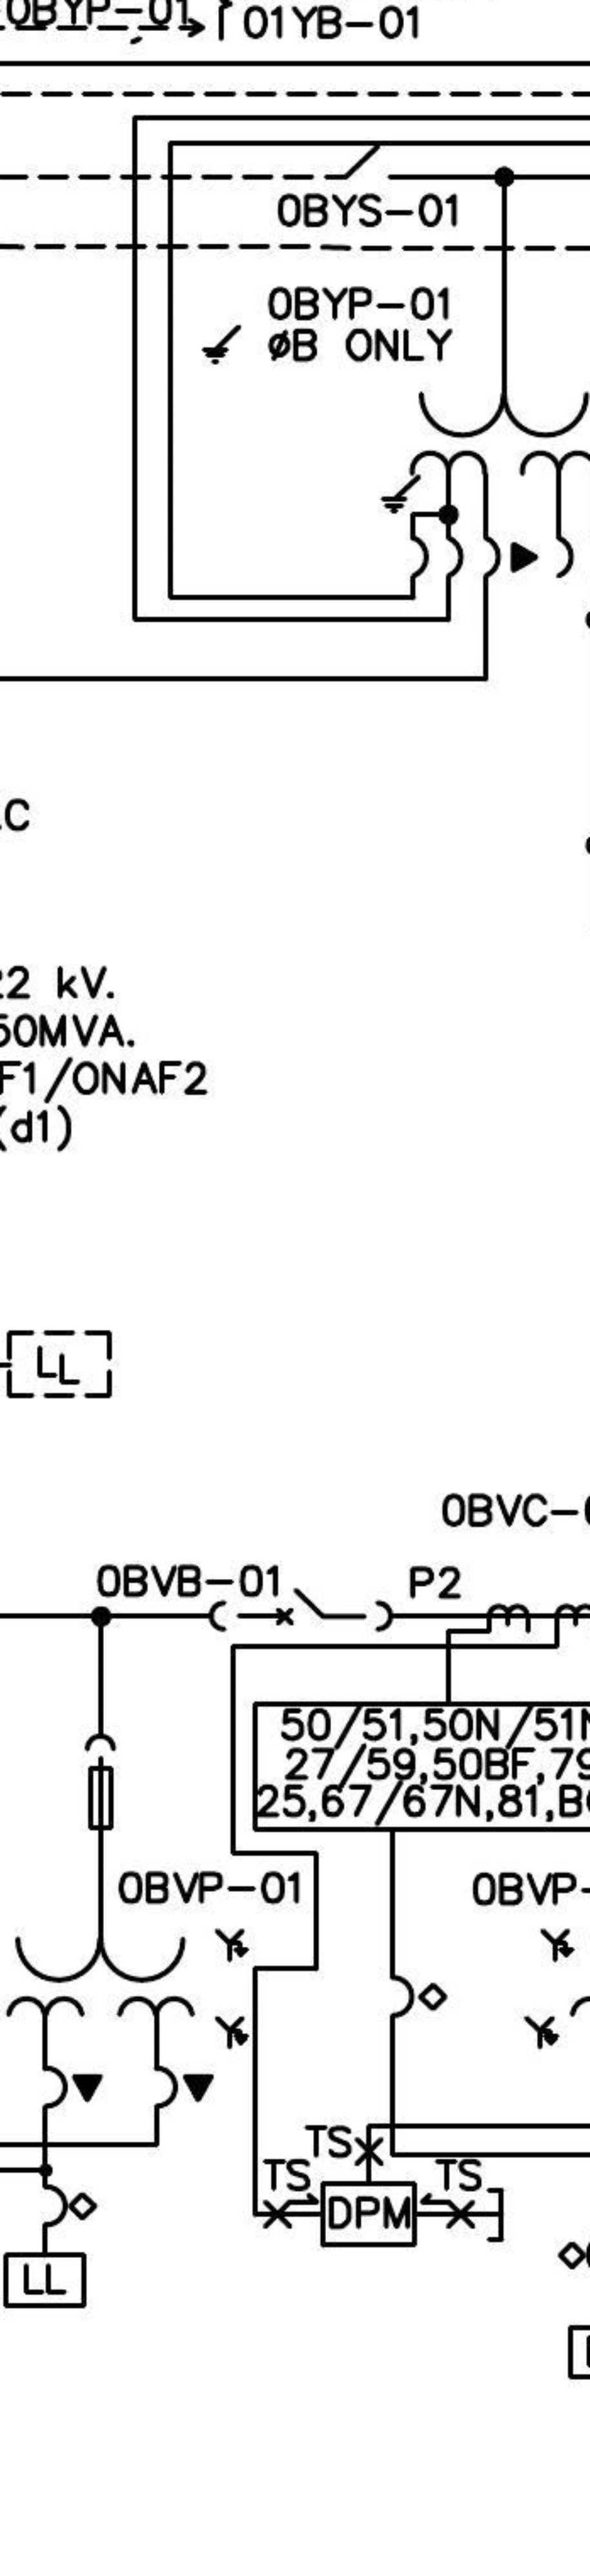 0BYP-01
01YB-01
0BYS-01
0BYP-01
ØB ONLY
C
22 kV.
50MVA.
F1/ONAF2
(d1)
LL
0BVC-
0BVB-01
P2
50/51,50N/51N
27/59,50BF,79
25,67/67N,81,B
0BVP-01
0BVP-
TS
TS
TS
DPM
LL